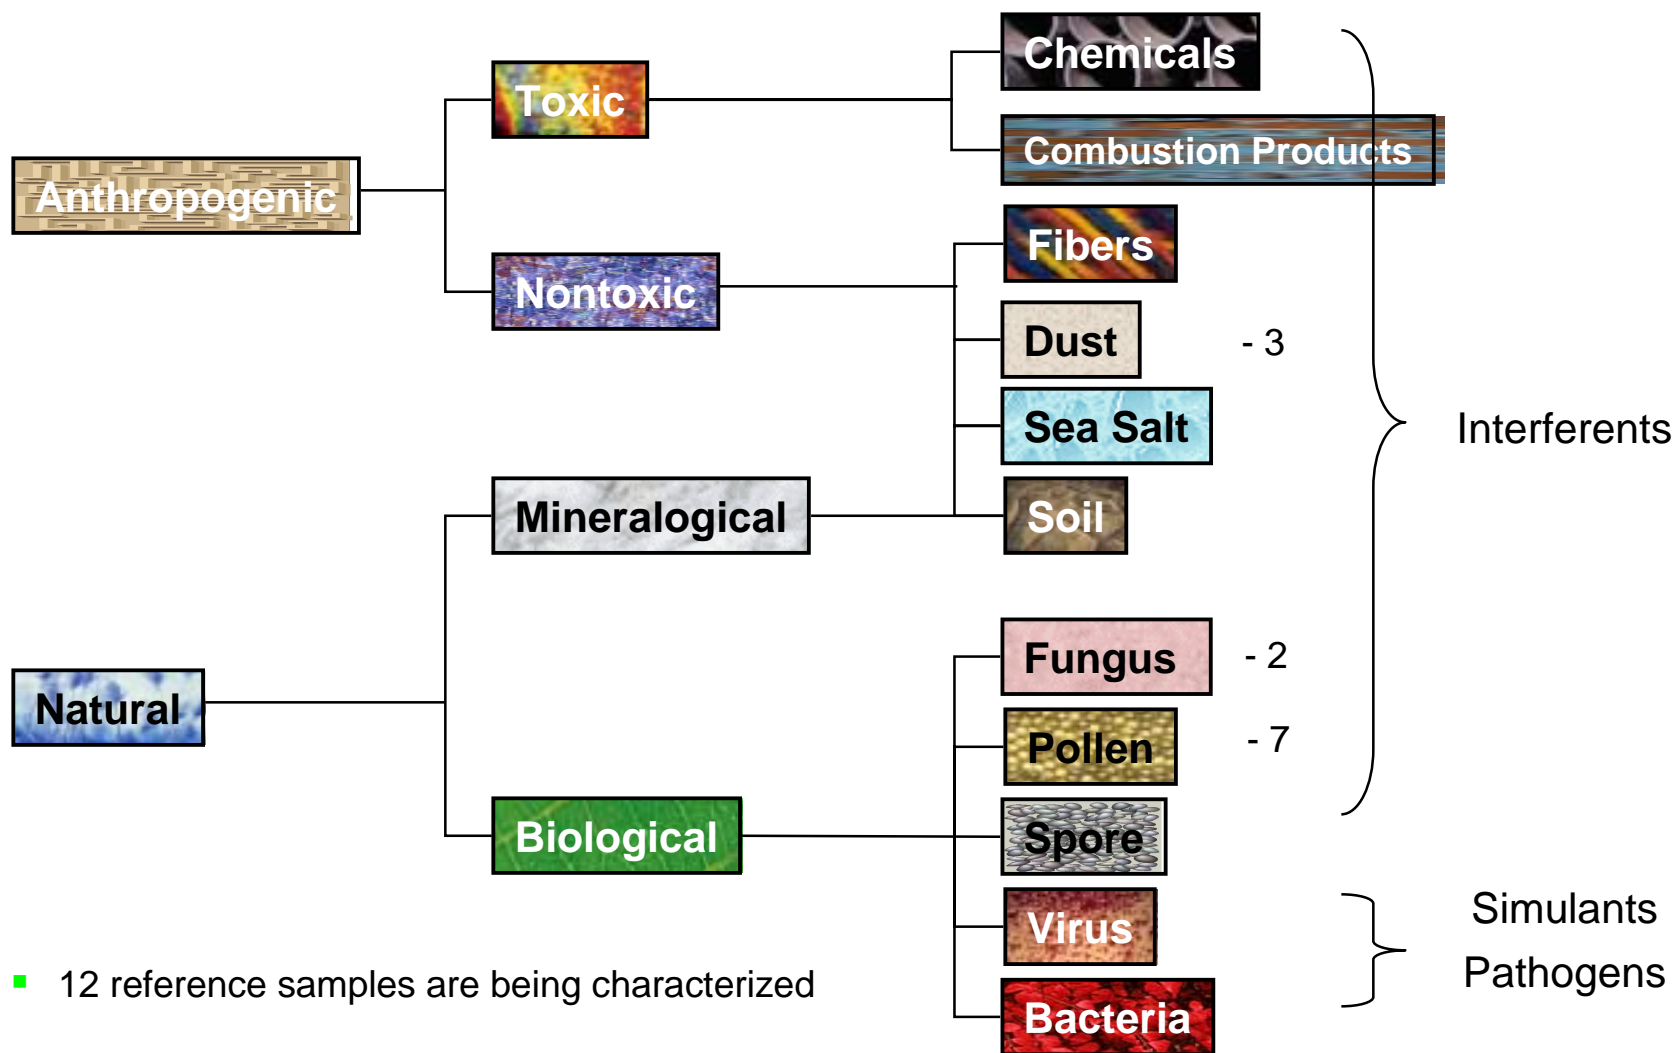 Chemicals
Toxic
Combustion Products
Anthropogenic
Fibers
Nontoxic
Dust - 3
Sea Salt
Interferents
Mineralogical
Soil
Fungus - 2
Natural
Pollen - 7
Biological
Spore
Virus
Simulants
Pathogens
12 reference samples are being characterized
Bacteria